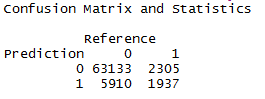 Confusion Matrix and Statistics
Reference
Prediction 0 1
0 63133 2305
1 5910 1937